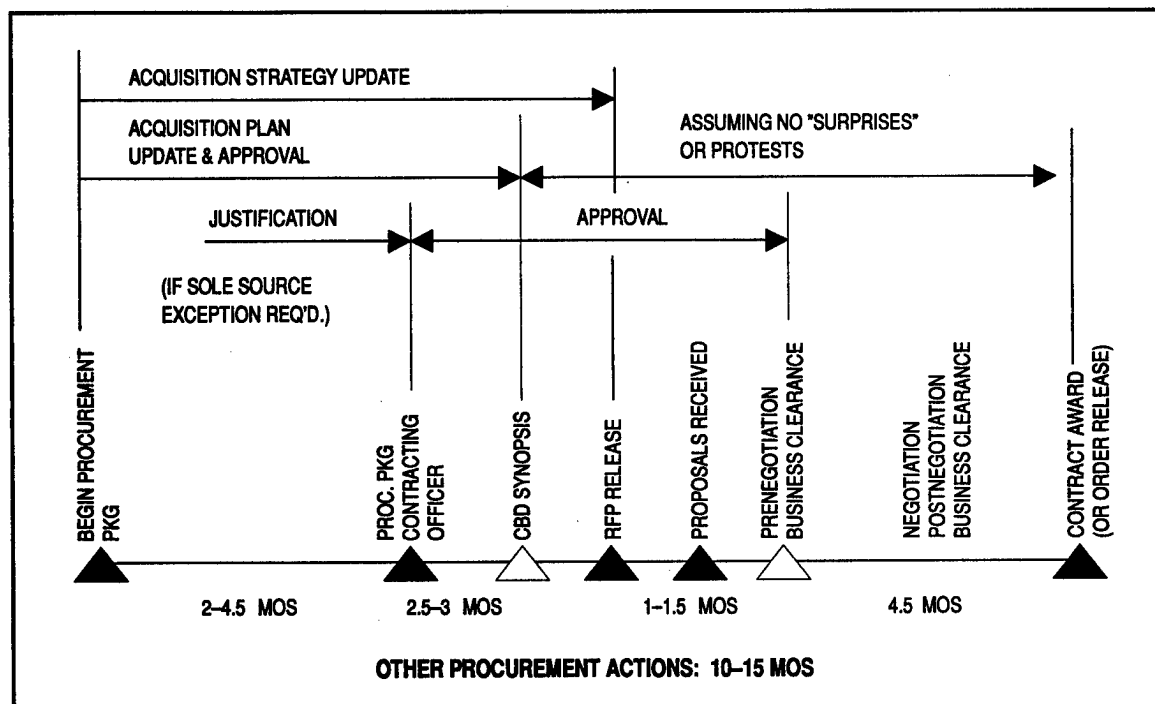 ACQUISITION STRATEGY UPDATE
ACQUISITION PLAN
UPDATE & APPROVAL
ASSUMING NO "SURPRISES"
OR PROTESTS
JUSTIFICATION
APPROVAL
(IF SOLE SOURCE
EXCEPTION REQ'D.)
BEGIN PROCUREMENT
PKG
PROC. PKG
CONTRACTING
OFFICER
CBD SYNOPSIS
RFP RELEASE
PROPOSALS RECEIVED
PRENEGOTIATION
BUSINESS CLEARANCE
NEGOTIATION
POSTNEGOTIATION
BUSINESS CLEARANCE
CONTRACT AWARD
(OR ORDER RELEASE)
2–4.5 MOS
2.5–3 MOS
1–1.5 MOS
4.5 MOS
OTHER PROCUREMENT ACTIONS: 10–15 MOS